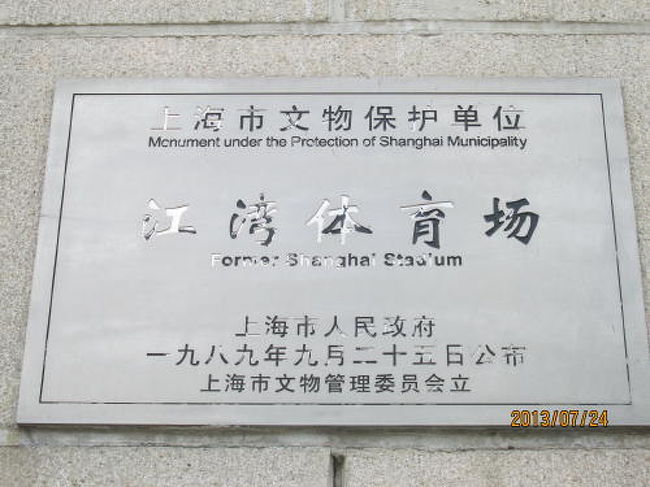 上海市文物保护单位
Monument under the Protection of Shanghai Municipality
江湾体育场
Former Shanghai Stadium
上海市人民政府
一九八九年九月二十五日公布
上海市文物管理委员会立
2013/07/24